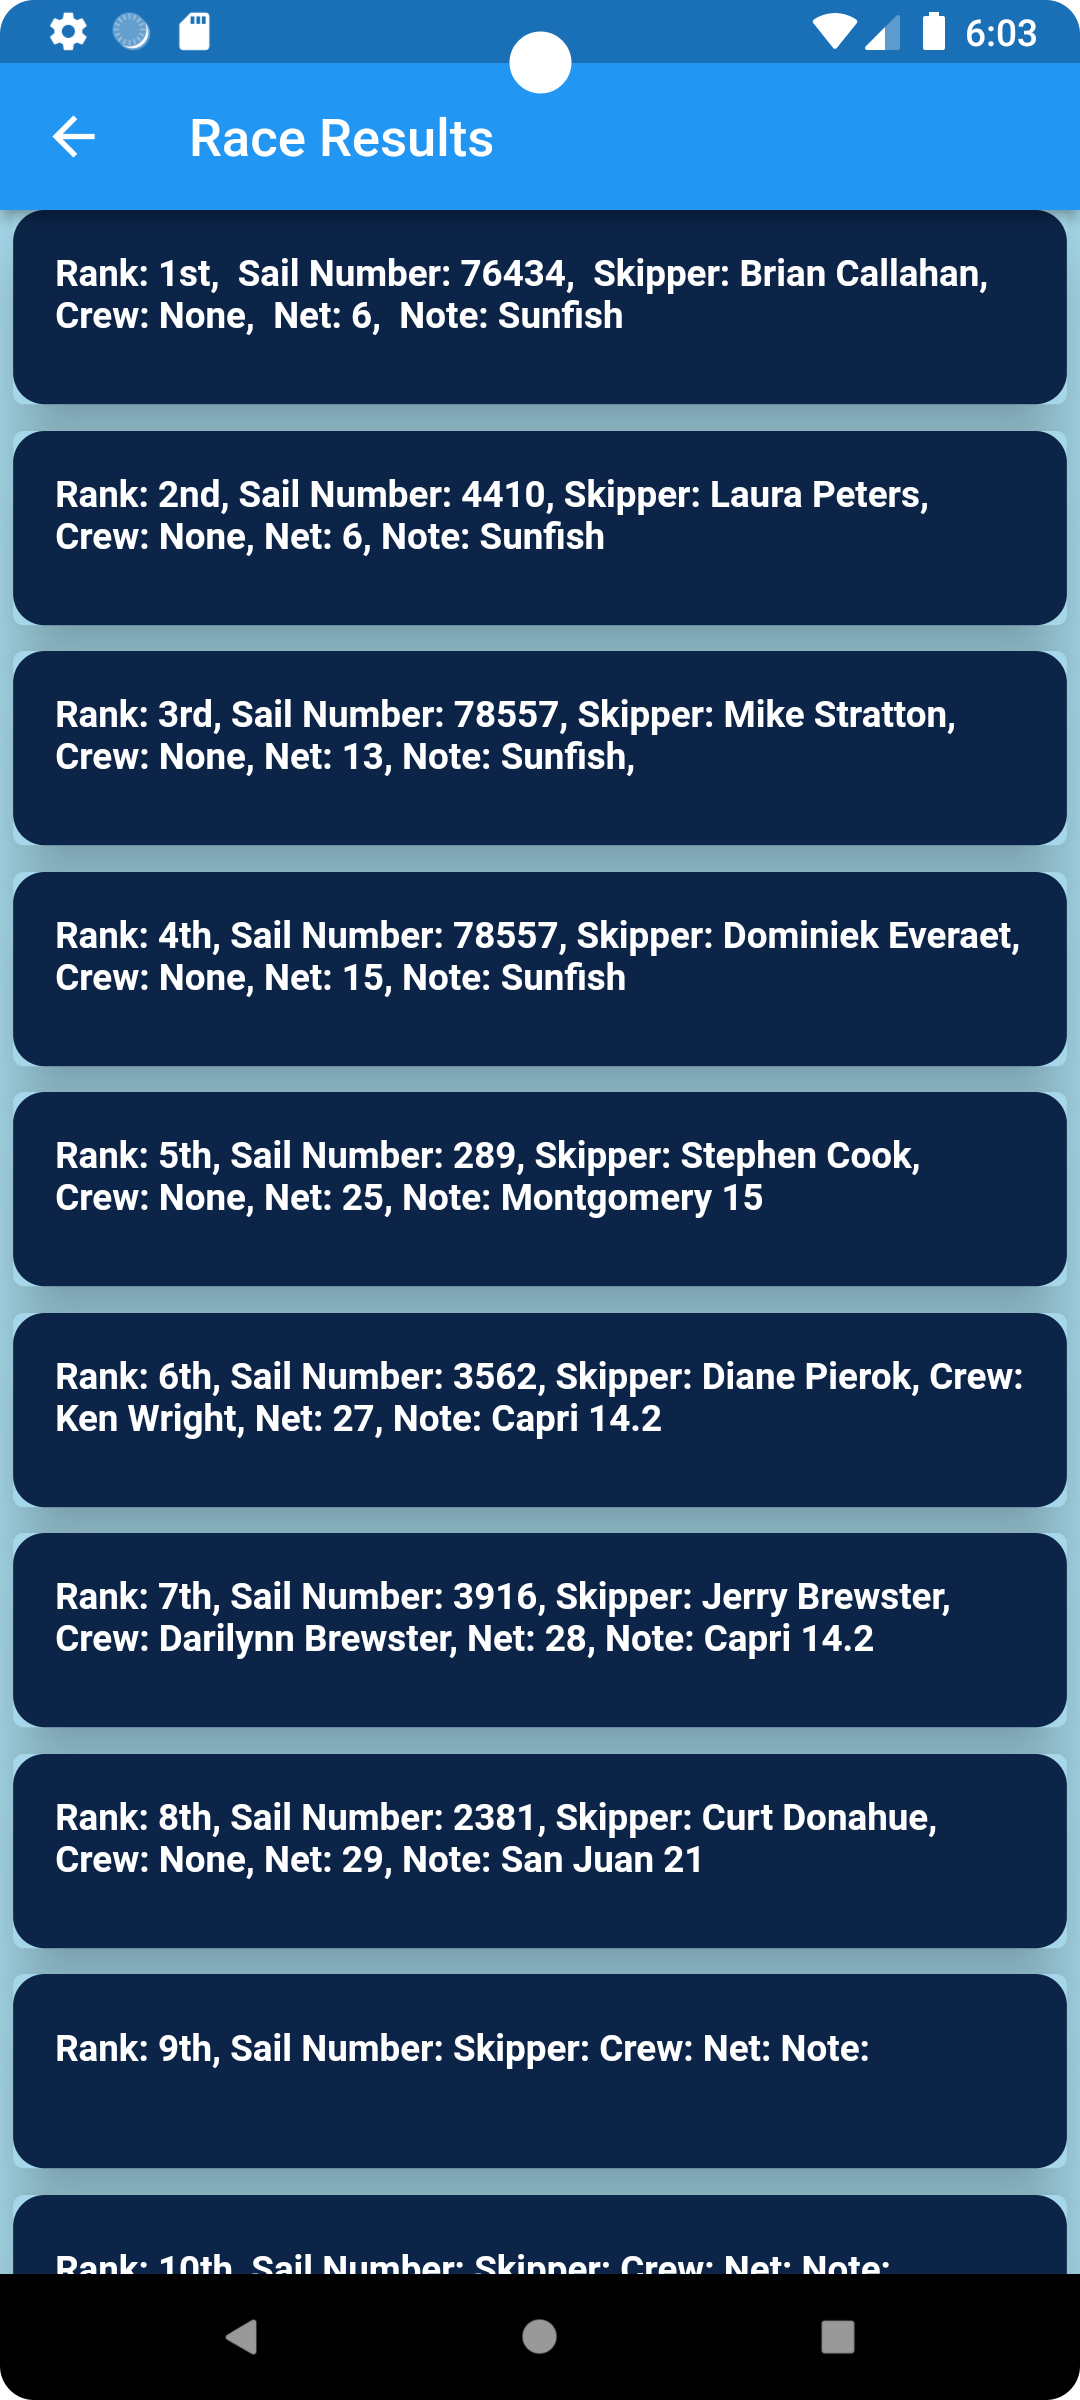 6:03
Race Results
Rank: 1st,  Sail Number: 76434,  Skipper: Brian Callahan,
Crew: None,  Net: 6,  Note: Sunfish
Rank: 2nd, Sail Number: 4410, Skipper: Laura Peters,
Crew: None, Net: 6, Note: Sunfish
Rank: 3rd, Sail Number: 78557, Skipper: Mike Stratton,
Crew: None, Net: 13, Note: Sunfish,
Rank: 4th, Sail Number: 78557, Skipper: Dominiek Everaet,
Crew: None, Net: 15, Note: Sunfish
Rank: 5th, Sail Number: 289, Skipper: Stephen Cook,
Crew: None, Net: 25, Note: Montgomery 15
Rank: 6th, Sail Number: 3562, Skipper: Diane Pierok, Crew:
Ken Wright, Net: 27, Note: Capri 14.2
Rank: 7th, Sail Number: 3916, Skipper: Jerry Brewster,
Crew: Darilynn Brewster, Net: 28, Note: Capri 14.2
Rank: 8th, Sail Number: 2381, Skipper: Curt Donahue,
Crew: None, Net: 29, Note: San Juan 21
Rank: 9th, Sail Number: Skipper: Crew: Net: Note:
Rank: 10th, Sail Number: Skipper: Crew: Net: Note: